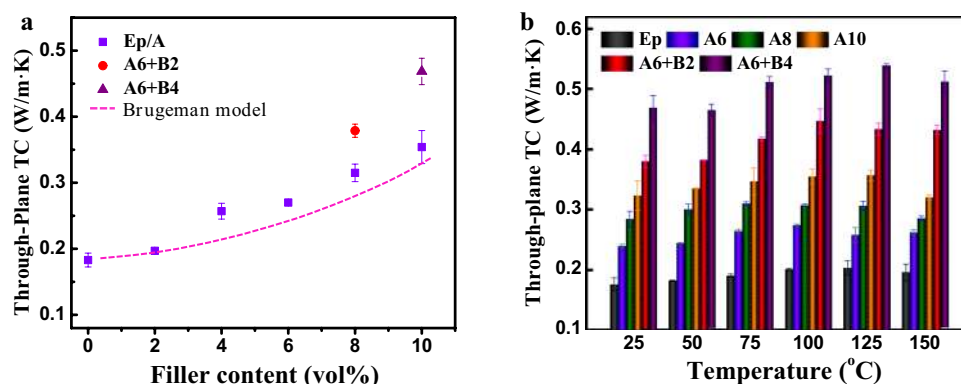 a
Ep/A
A6+B2
A6+B4
Brugeman model
Through-Plane TC (W/m·K)
0.5
0.4
0.3
0.2
0.1
0 2 4 6 8 10
Filler content (vol%)
b
Ep A6 A8 A10
A6+B2 A6+B4
Through-plane TC (W/m·K)
0.6
0.5
0.4
0.3
0.2
0.1
25 50 75 100 125 150
Temperature (°C)